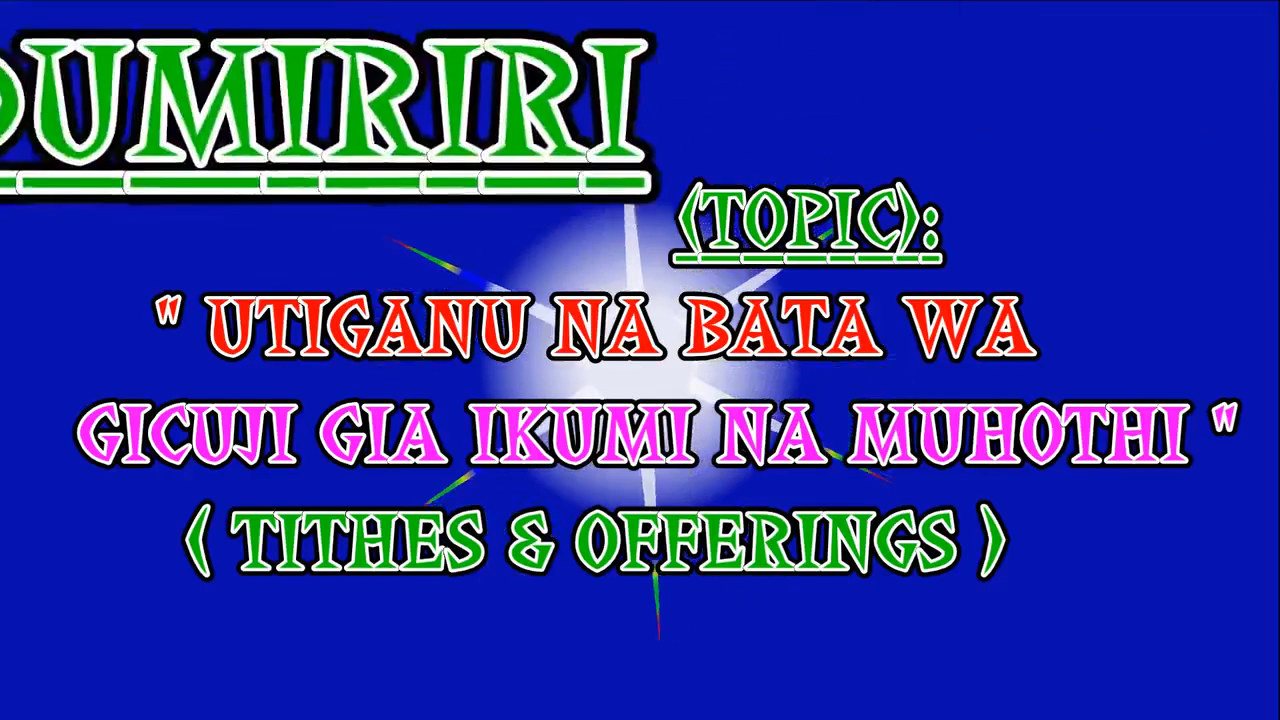 UMIRIRI
(TOPIC):
" UTIGANU NA BATA WA
GICUJI GIA IKUMI NA MUHOTHI "
( TITHES & OFFERINGS )